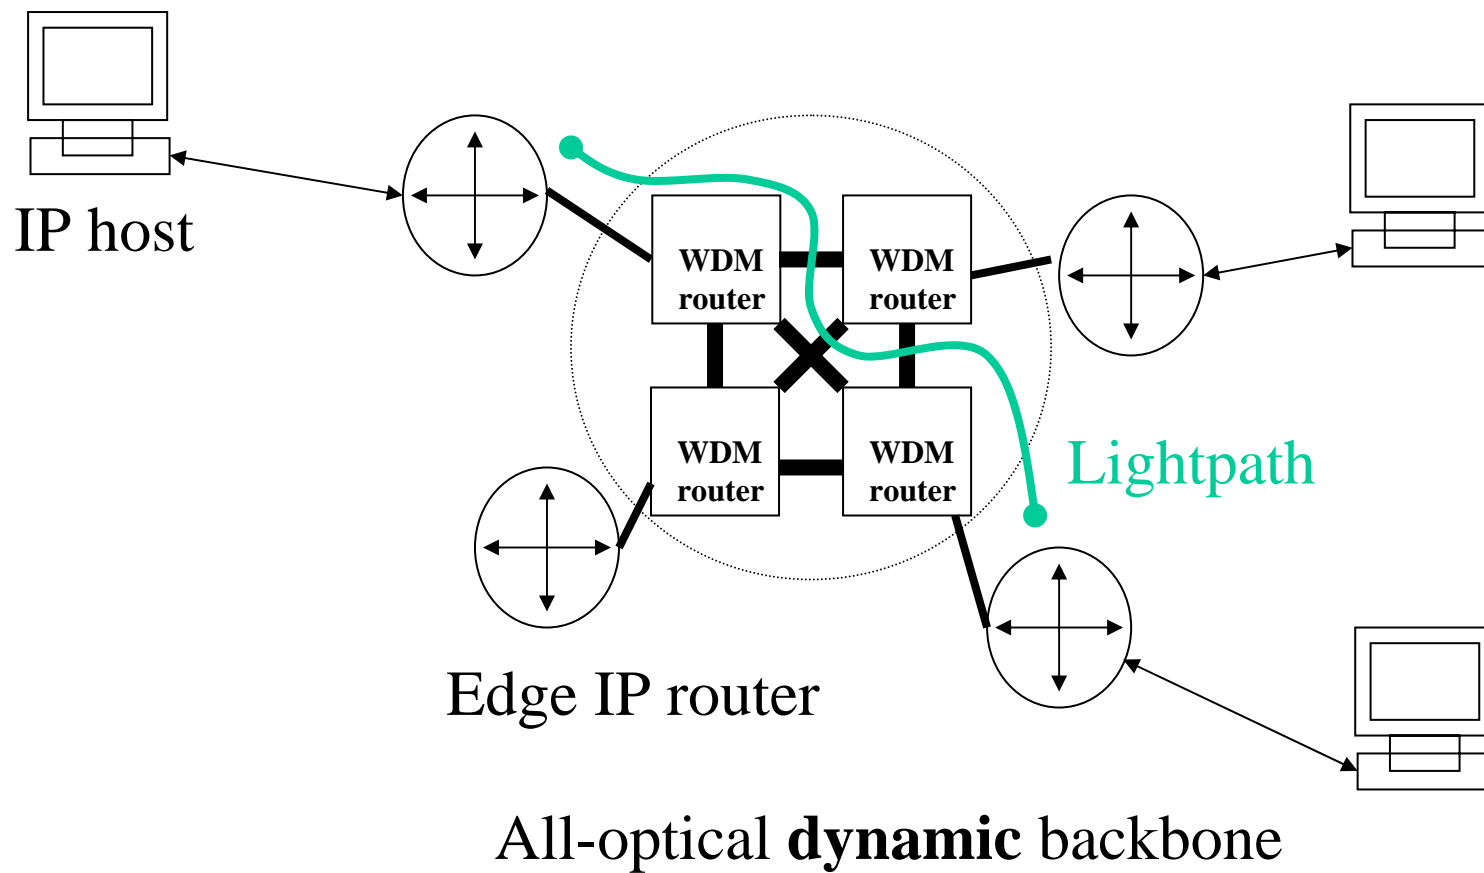 IP host
WDM
router
WDM
router
WDM
router
WDM
router
Lightpath
Edge IP router
All-optical dynamic backbone